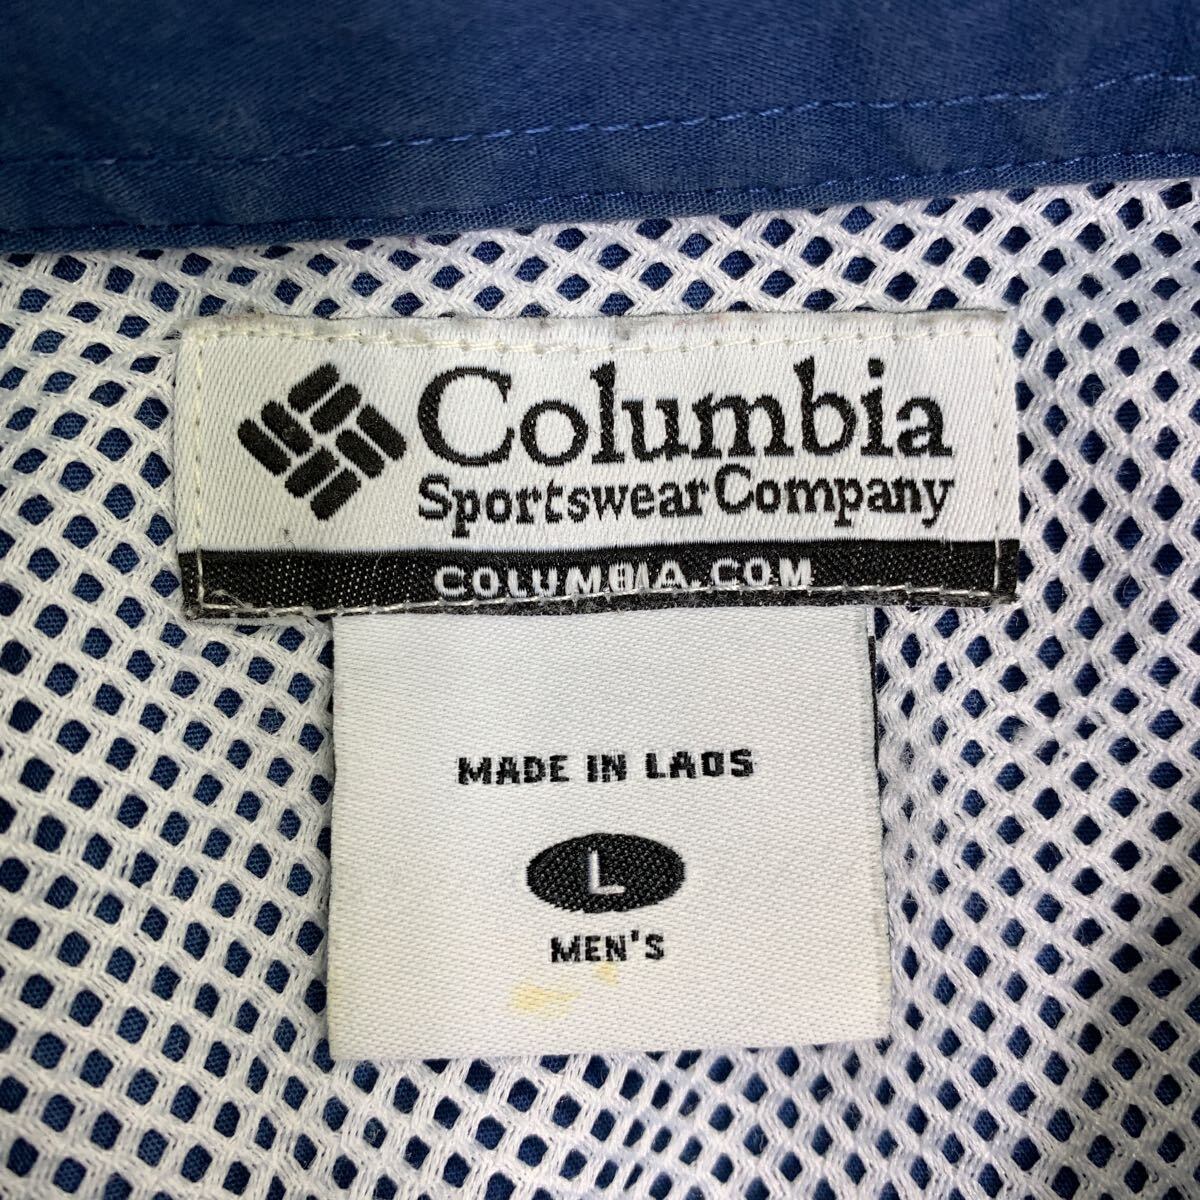 Columbia
Sportswear Company
COLUMBIA.COM
MADE IN LAOS
L
MEN'S